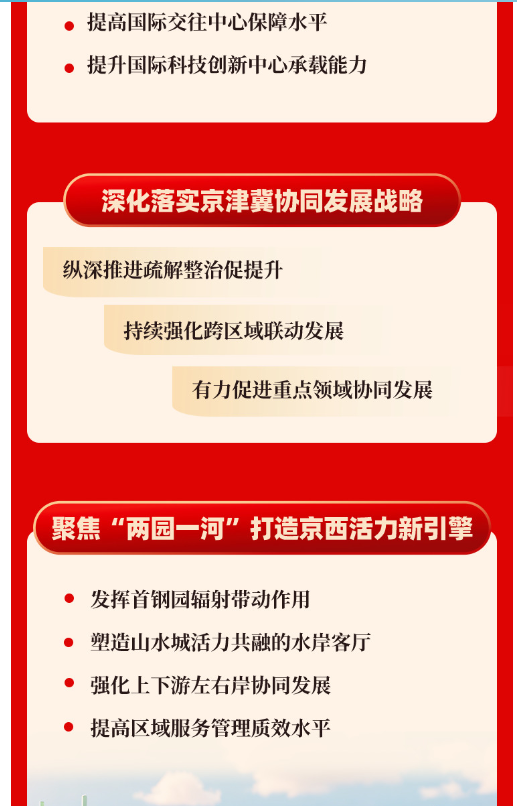 提高国际交往中心保障水平
提升国际科技创新中心承载能力
深化落实京津冀协同发展战略
纵深推进疏解整治促提升
持续强化跨区域联动发展
有力促进重点领域协同发展
聚焦“两园一河”打造京西活力新引擎
发挥首钢园辐射带动作用
塑造山水城活力共融的水岸客厅
强化上下游左右岸协同发展
提高区域服务管理质效水平